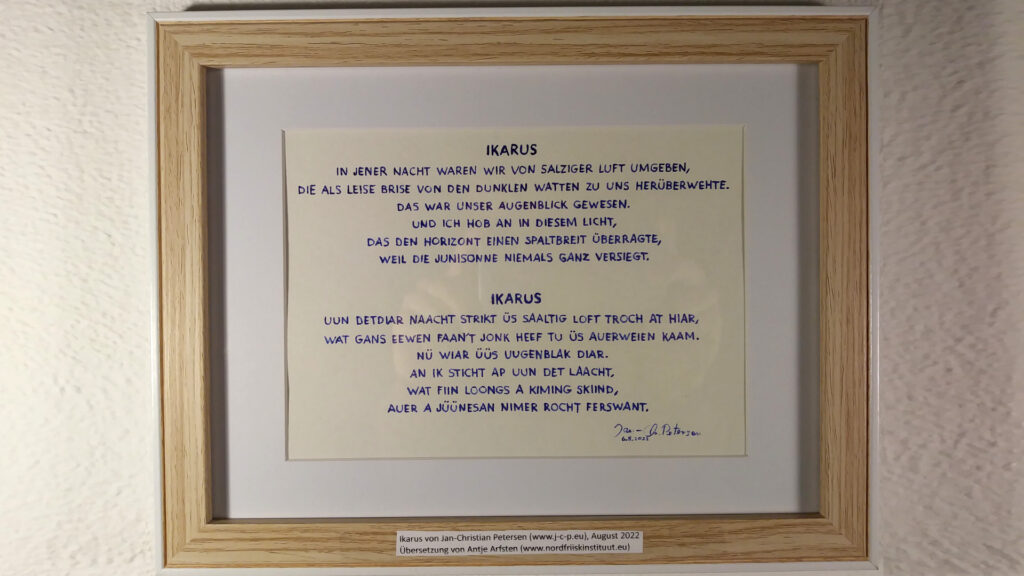 IKARUS
IN JENER NACHT WAREN WIR VON SALZIGER LUFT UMGEBEN,
DIE ALS LEISE BRISE VON DEN DUNKLEN WATTEN ZU UNS HERÜBERWEHTE.
DAS WAR UNSER AUGENBLICK GEWESEN.
UND ICH HOB AN IN DIESEM LICHT,
DAS DEN HORIZONT EINEN SPALTBREIT ÜBERRAGTE,
WEIL DIE JUNISONNE NIEMALS GANZ VERSIEGT.
IKARUS
UUN DETDIAR NAACHT STRIKT ÜS SAALTIG LOFT TROCH AT HIAR,
WAT GANS EEWEN FAAN'T JONK HEEF TU ÜS AUERWEIEN KAAM.
NÜ WIAR ÜÜS UUGENBLAK DIAR.
AN IK STICHT AP UUN DET LAACHT,
WAT FIIN LOONGS A KIMING SKIIND,
AUER A JÜÜNESAN NIMER ROCHT FERSWANT.
Jan-Ch. Petersen
Ikarus von Jan-Christian Petersen (www.j-c-p.eu), August 2022
Übersetzung von Antje Arfsten (www.nordfriiskinstituut.eu)